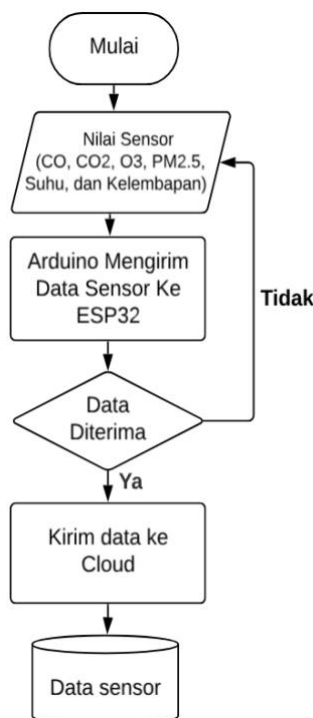 Mulai
Nilai Sensor
(CO, CO2, O3, PM2.5,
Suhu, dan Kelembapan)
Arduino Mengirim
Data Sensor Ke
ESP32
Tidak
Data
Diterima
Ya
Kirim data ke
Cloud
Data sensor